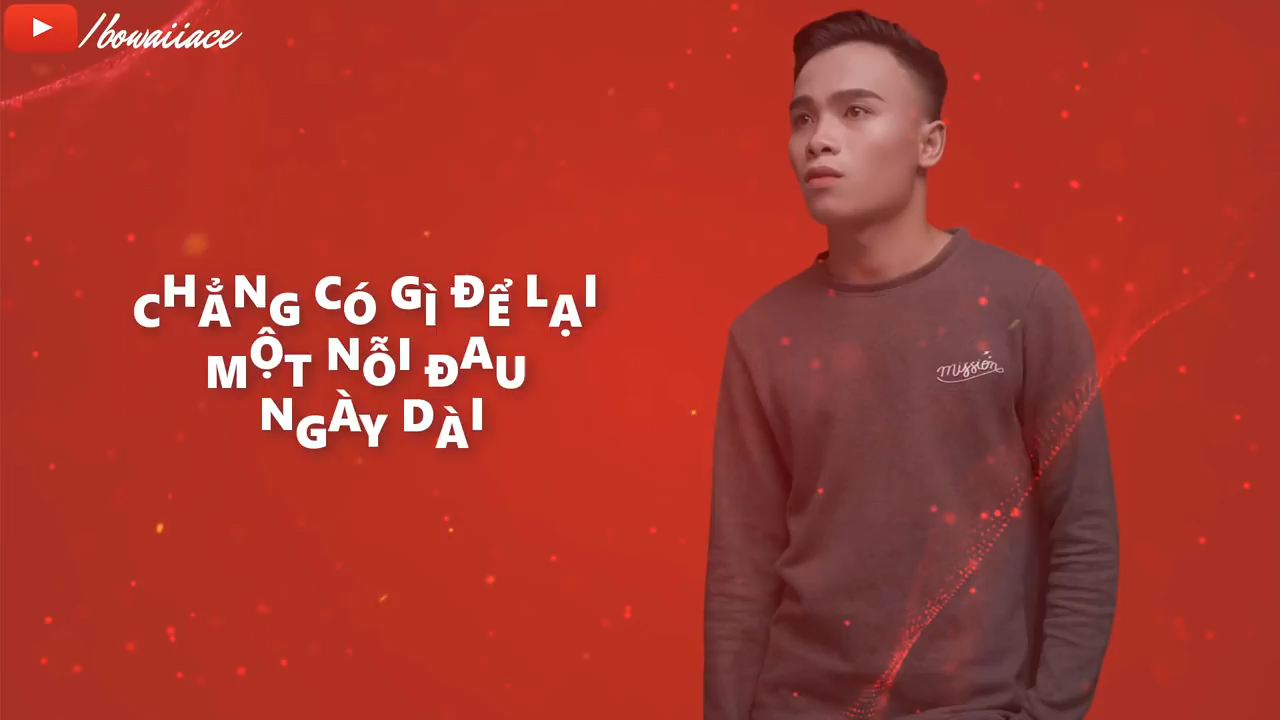 /bowaiiace
CHẲNG CÓ GÌ ĐỂ LẠI
MỘT NỖI ĐAU
NGÀY DÀI
mission